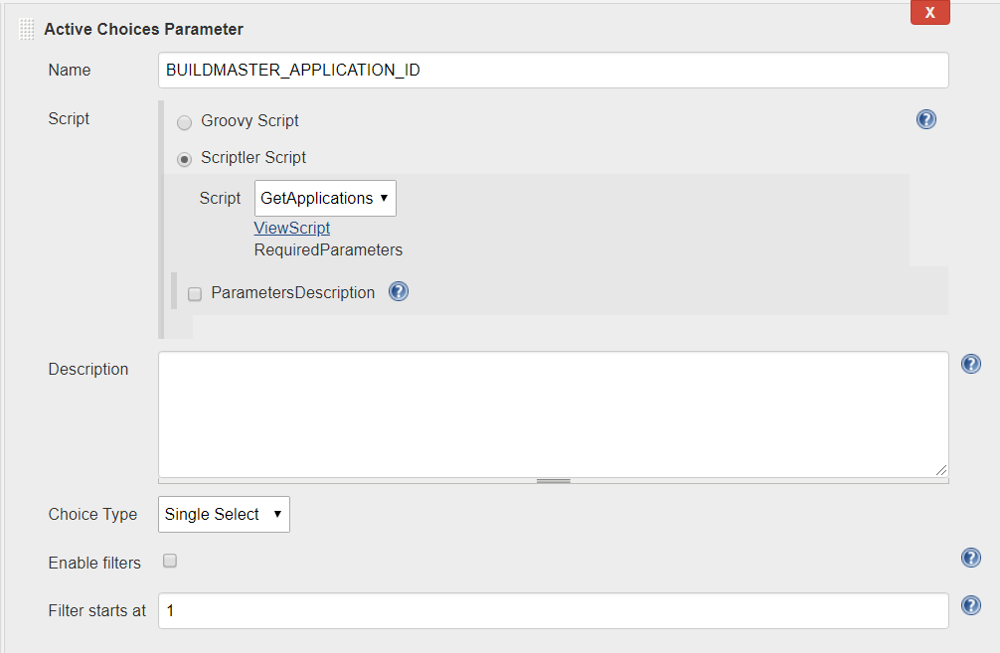 X
Active Choices Parameter
Name BUILDMASTER_APPLICATION_ID
Script Groovy Script ?
Scriptler Script
Script GetApplications
ViewScript
RequiredParameters
ParametersDescription ?
Description ?
Choice Type Single Select
Enable filters ?
Filter starts at 1 ?